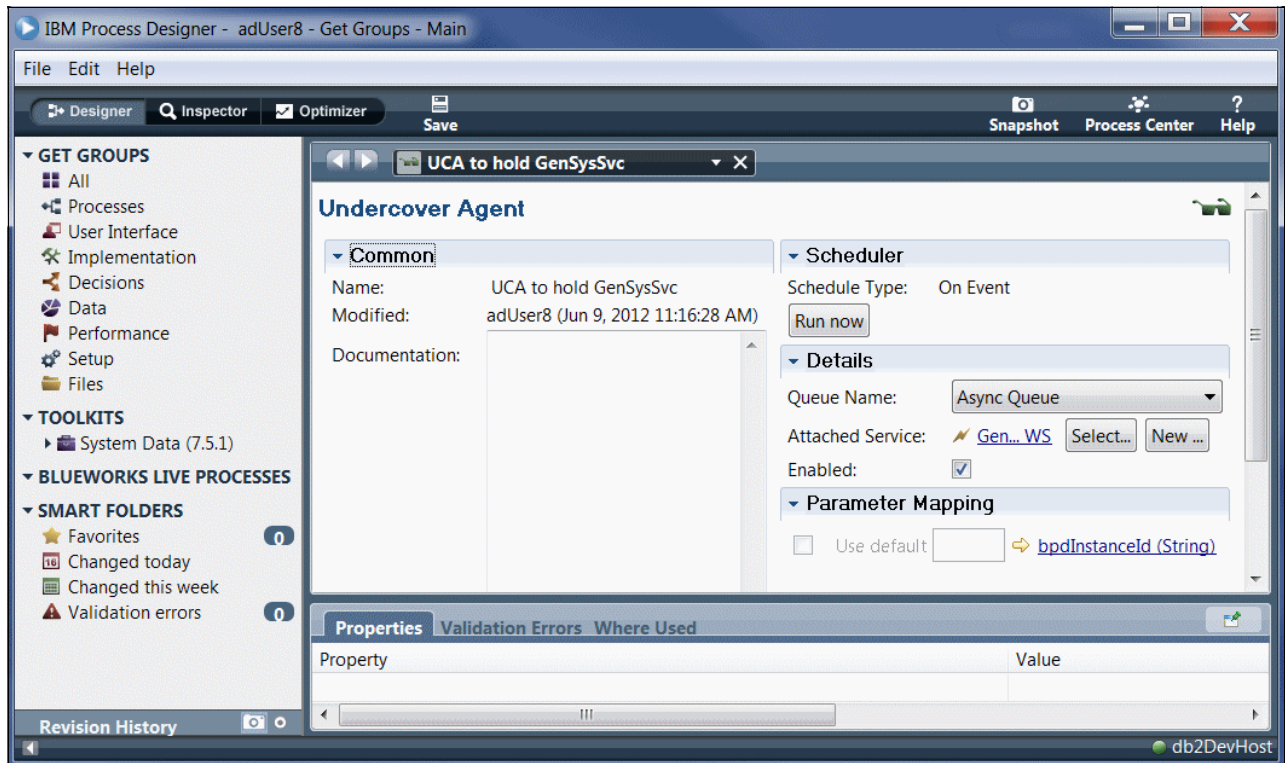 IBM Process Designer - adUser8 - Get Groups - Main
File Edit Help
Designer Inspector Optimizer Save Snapshot Process Center Help
GET GROUPS
All
Processes
User Interface
Implementation
Decisions
Data
Performance
Setup
Files
TOOLKITS
System Data (7.5.1)
BLUEWORKS LIVE PROCESSES
SMART FOLDERS
Favorites 0
Changed today
Changed this week
Validation errors 0
Revision History
UCA to hold GenSysSvc
Undercover Agent
Common
Name: UCA to hold GenSysSvc
Modified: adUser8 (Jun 9, 2012 11:16:28 AM)
Documentation:
Scheduler
Schedule Type: On Event
Run now
Details
Queue Name: Async Queue
Attached Service: Gen... WS Select... New ...
Enabled:
Parameter Mapping
Use default bpdInstanceId (String)
Properties Validation Errors Where Used
Property Value
db2DevHost